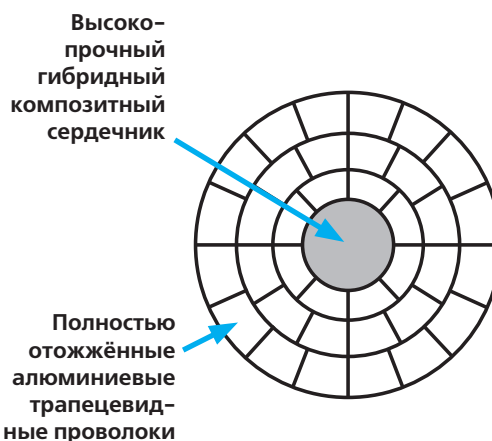 Высоко-
прочный
гибридный
композитный
сердечник
Полностью
отожжённые
алюминиевые
трапецевид-
ные проволоки